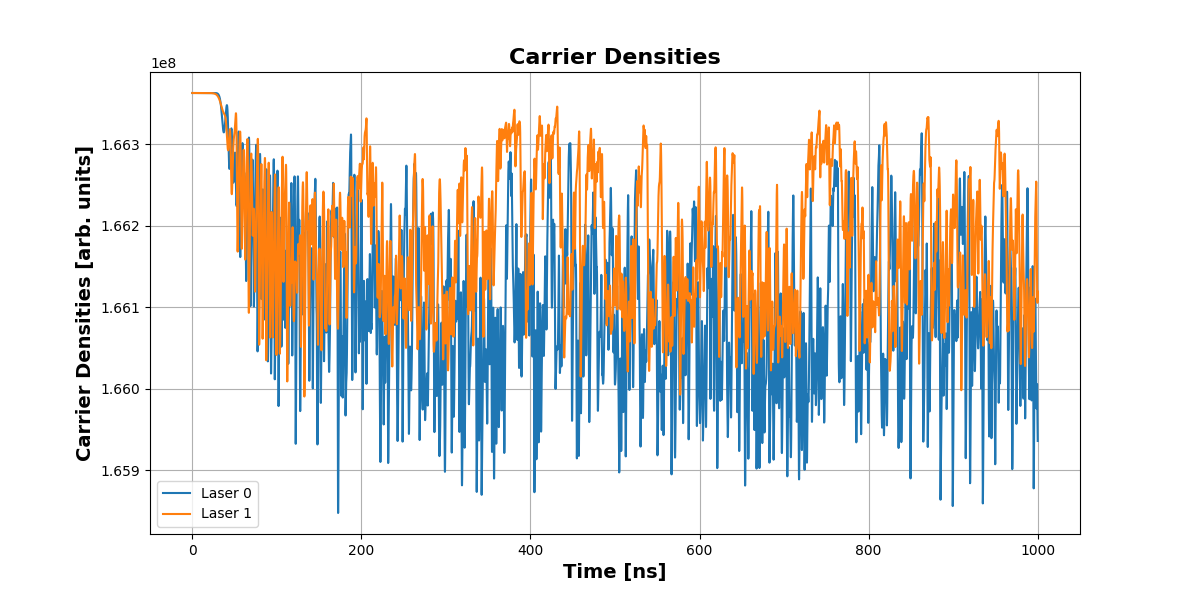 Carrier Densities
1e8
1.663
1.662
1.661
1.660
1.659
Carrier Densities [arb. units]
Laser 0
Laser 1
0 200 400 600 800 1000
Time [ns]